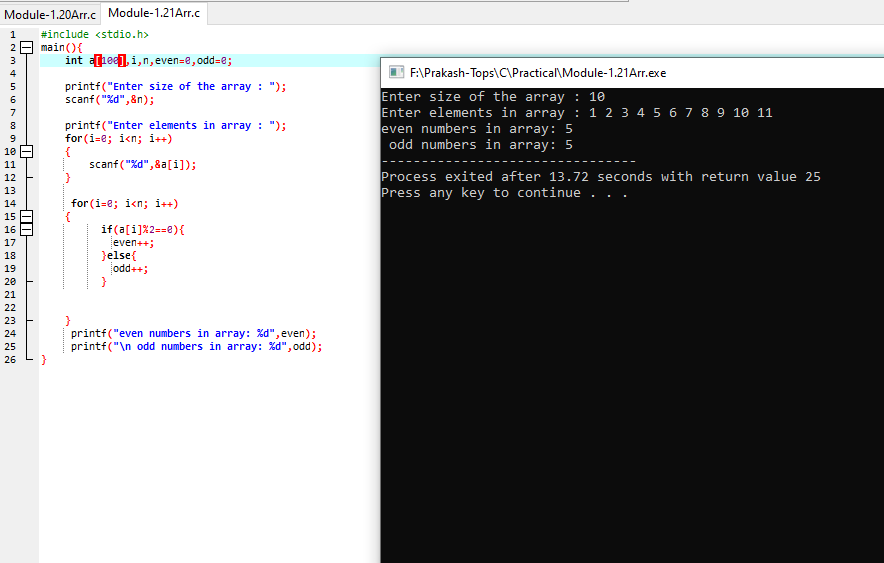 Module-1.20Arr.c Module-1.21Arr.c
1 #include <stdio.h>
2 main(){
3 int a[100],i,n,even=0,odd=0;
4
5 printf("Enter size of the array : ");
6 scanf("%d",&n);
7
8 printf("Enter elements in array : ");
9 for(i=0; i<n; i++)
10 {
11 scanf("%d",&a[i]);
12 }
13
14 for(i=0; i<n; i++)
15 {
16 if(a[i]%2==0){
17 even++;
18 }else{
19 odd++;
20 }
21
22
23 }
24 printf("even numbers in array: %d",even);
25 printf("\n odd numbers in array: %d",odd);
26 }
F:\Prakash-Tops\C\Practical\Module-1.21Arr.exe
Enter size of the array : 10
Enter elements in array : 1 2 3 4 5 6 7 8 9 10 11
even numbers in array: 5
odd numbers in array: 5
--------------------------------
Process exited after 13.72 seconds with return value 25
Press any key to continue . . .